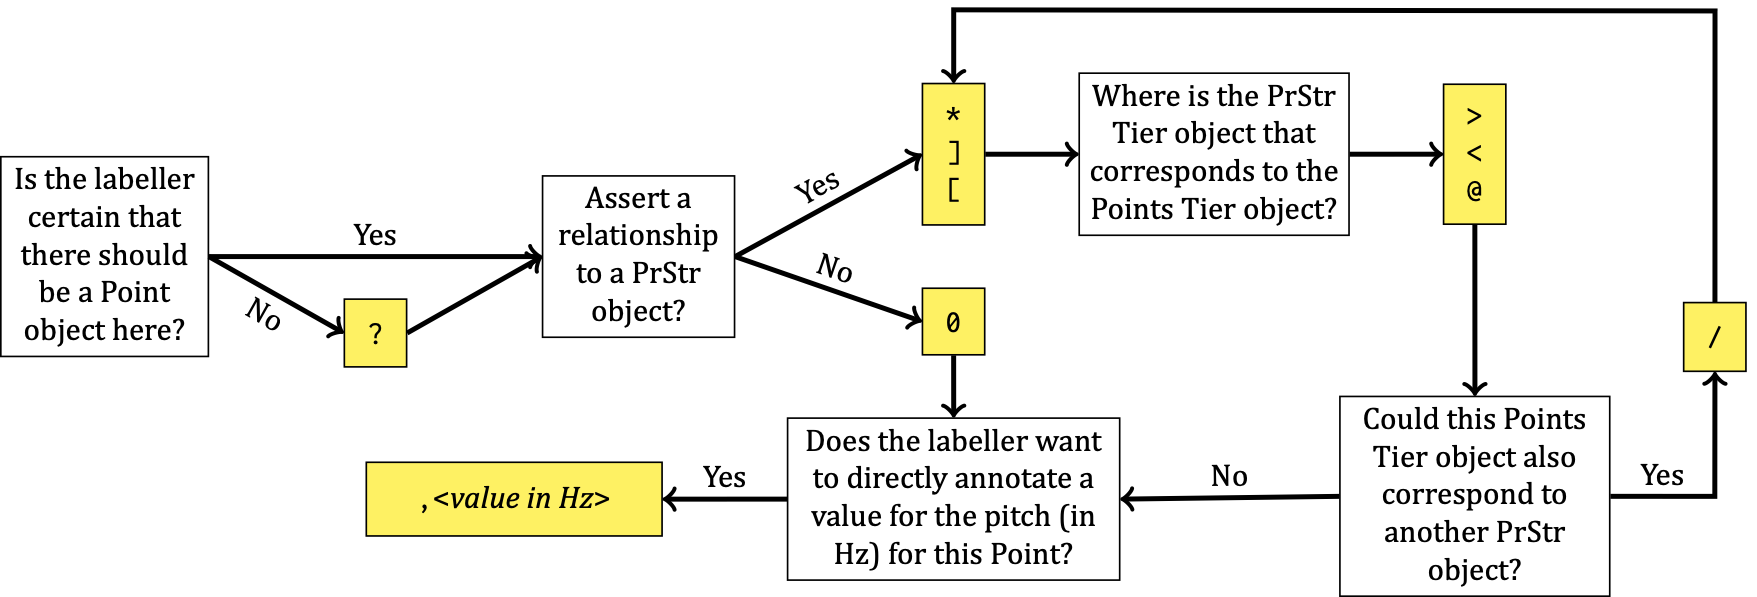 Is the labeller
certain that
there should
be a Point
object here?
Yes
No
?
Assert a
relationship
to a PrStr
object?
Yes
No
*
]
[
0
Where is the PrStr
Tier object that
corresponds to the
Points Tier object?
>
<
@
Could this Points
Tier object also
correspond to
another PrStr
object?
Yes
/
No
Does the labeller want
to directly annotate a
value for the pitch (in
Hz) for this Point?
Yes
, <value in Hz>